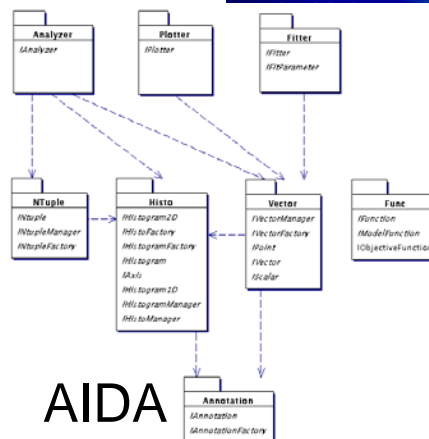 Analyzer
IAnalyzer
Plotter
IPlotter
Fitter
IFitter
IFitParameter
NTuple
INtuple
INtupleManager
INtupleFactory
Histo
IHistogram2D
IHistoFactory
IHistogramFactory
IHistogram
IAxis
IHistogram1D
IHistogramManager
IHistoManager
Vector
IVectorManager
IVectorFactory
IPoint
IVector
IScalar
Func
IFunction
IModelFunction
IObjectiveFunction
AIDA
Annotation
IAnnotation
IAnnotationFactory